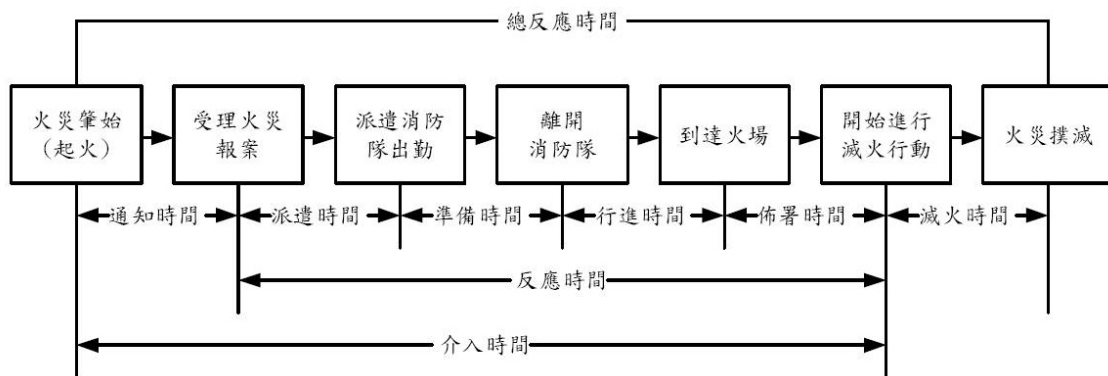 總反應時間
火災肇始
(起火)
受理火災
報案
派遣消防
隊出勤
離開
消防隊
到達火場
開始進行
滅火行動
火災撲滅
通知時間
派遣時間
準備時間
行進時間
佈署時間
滅火時間
反應時間
介入時間